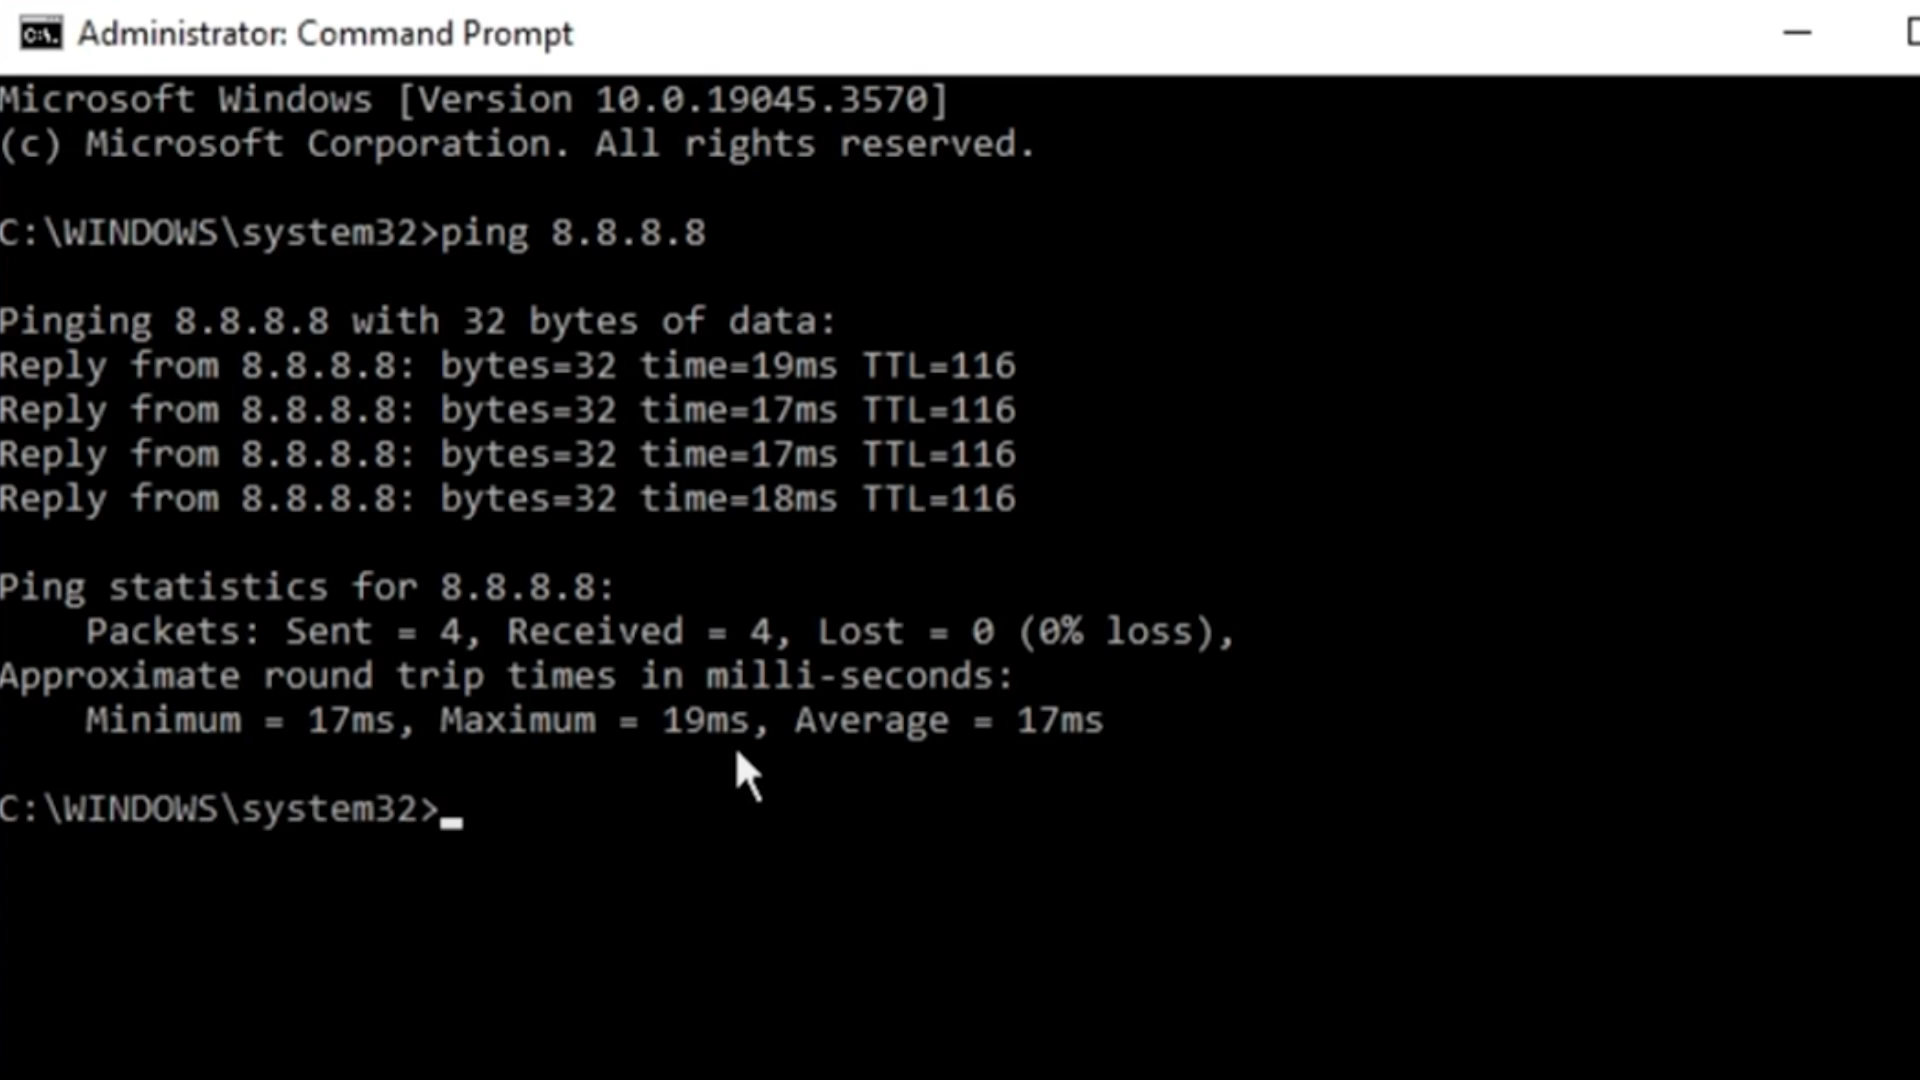 Administrator: Command Prompt
Microsoft Windows [Version 10.0.19045.3570]
(c) Microsoft Corporation. All rights reserved.
C:\WINDOWS\system32>ping 8.8.8.8
Pinging 8.8.8.8 with 32 bytes of data:
Reply from 8.8.8.8: bytes=32 time=19ms TTL=116
Reply from 8.8.8.8: bytes=32 time=17ms TTL=116
Reply from 8.8.8.8: bytes=32 time=17ms TTL=116
Reply from 8.8.8.8: bytes=32 time=18ms TTL=116
Ping statistics for 8.8.8.8:
    Packets: Sent = 4, Received = 4, Lost = 0 (0% loss),
Approximate round trip times in milli-seconds:
    Minimum = 17ms, Maximum = 19ms, Average = 17ms
C:\WINDOWS\system32>